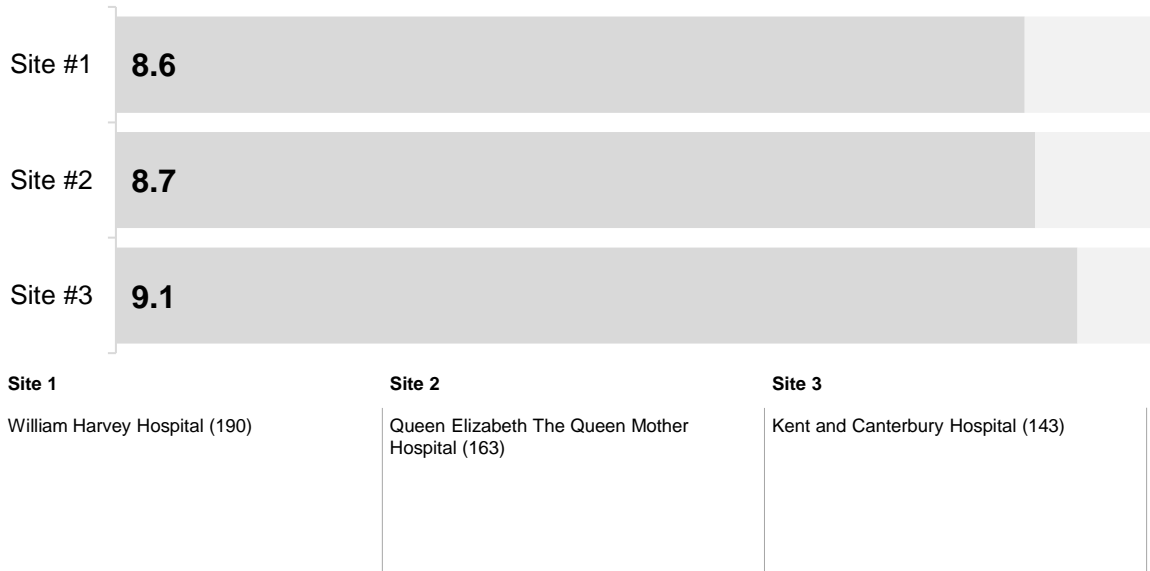 Site #1 8.6
Site #2 8.7
Site #3 9.1
Site 1
William Harvey Hospital (190)
Site 2
Queen Elizabeth The Queen Mother
Hospital (163)
Site 3
Kent and Canterbury Hospital (143)